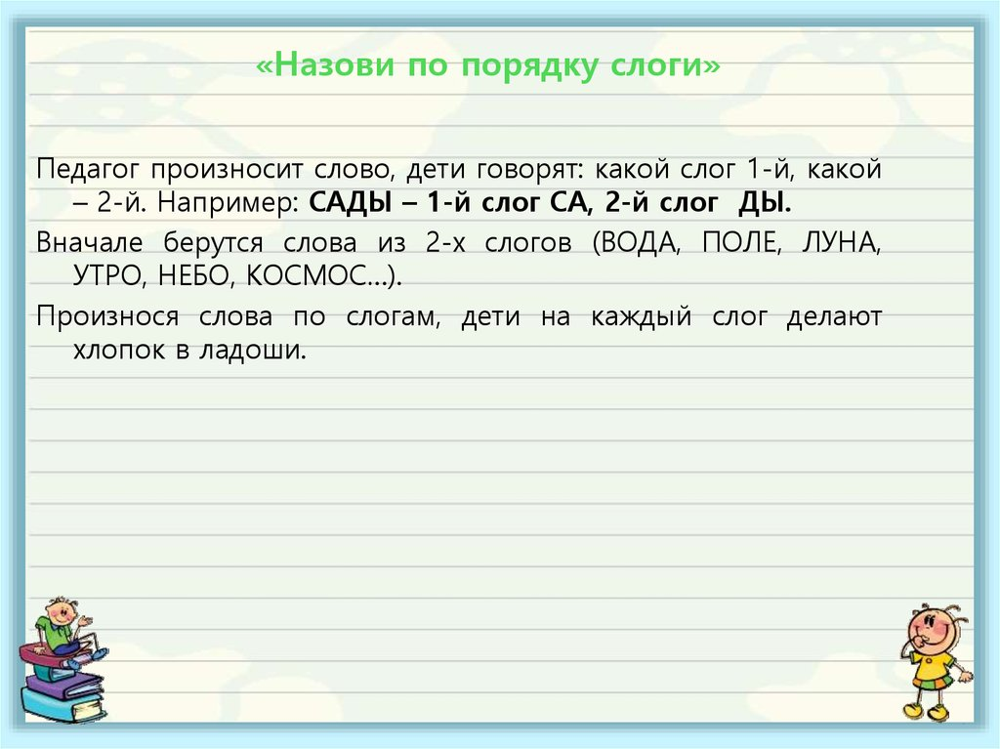 «Назови по порядку слоги»
Педагог произносит слово, дети говорят: какой слог 1-й, какой
– 2-й. Например: САДЫ – 1-й слог СА, 2-й слог ДЫ.
Вначале берутся слова из 2-х слогов (ВОДА, ПОЛЕ, ЛУНА,
УТРО, НЕБО, КОСМОС…).
Произнося слова по слогам, дети на каждый слог делают
хлопок в ладоши.